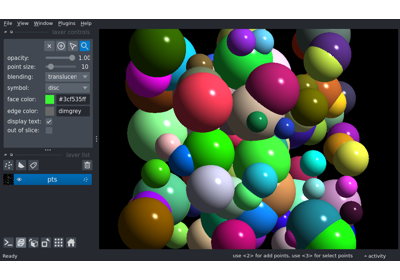 File View Window Plugins Help
layer controls
opacity: 1.00
point size: 10
blending: translucen
symbol: disc
face color: #3cf535ff
edge color: dimgrey
display text:
out of slice:
layer list
pts
Ready use <2> for add points, use <3> for select points activity